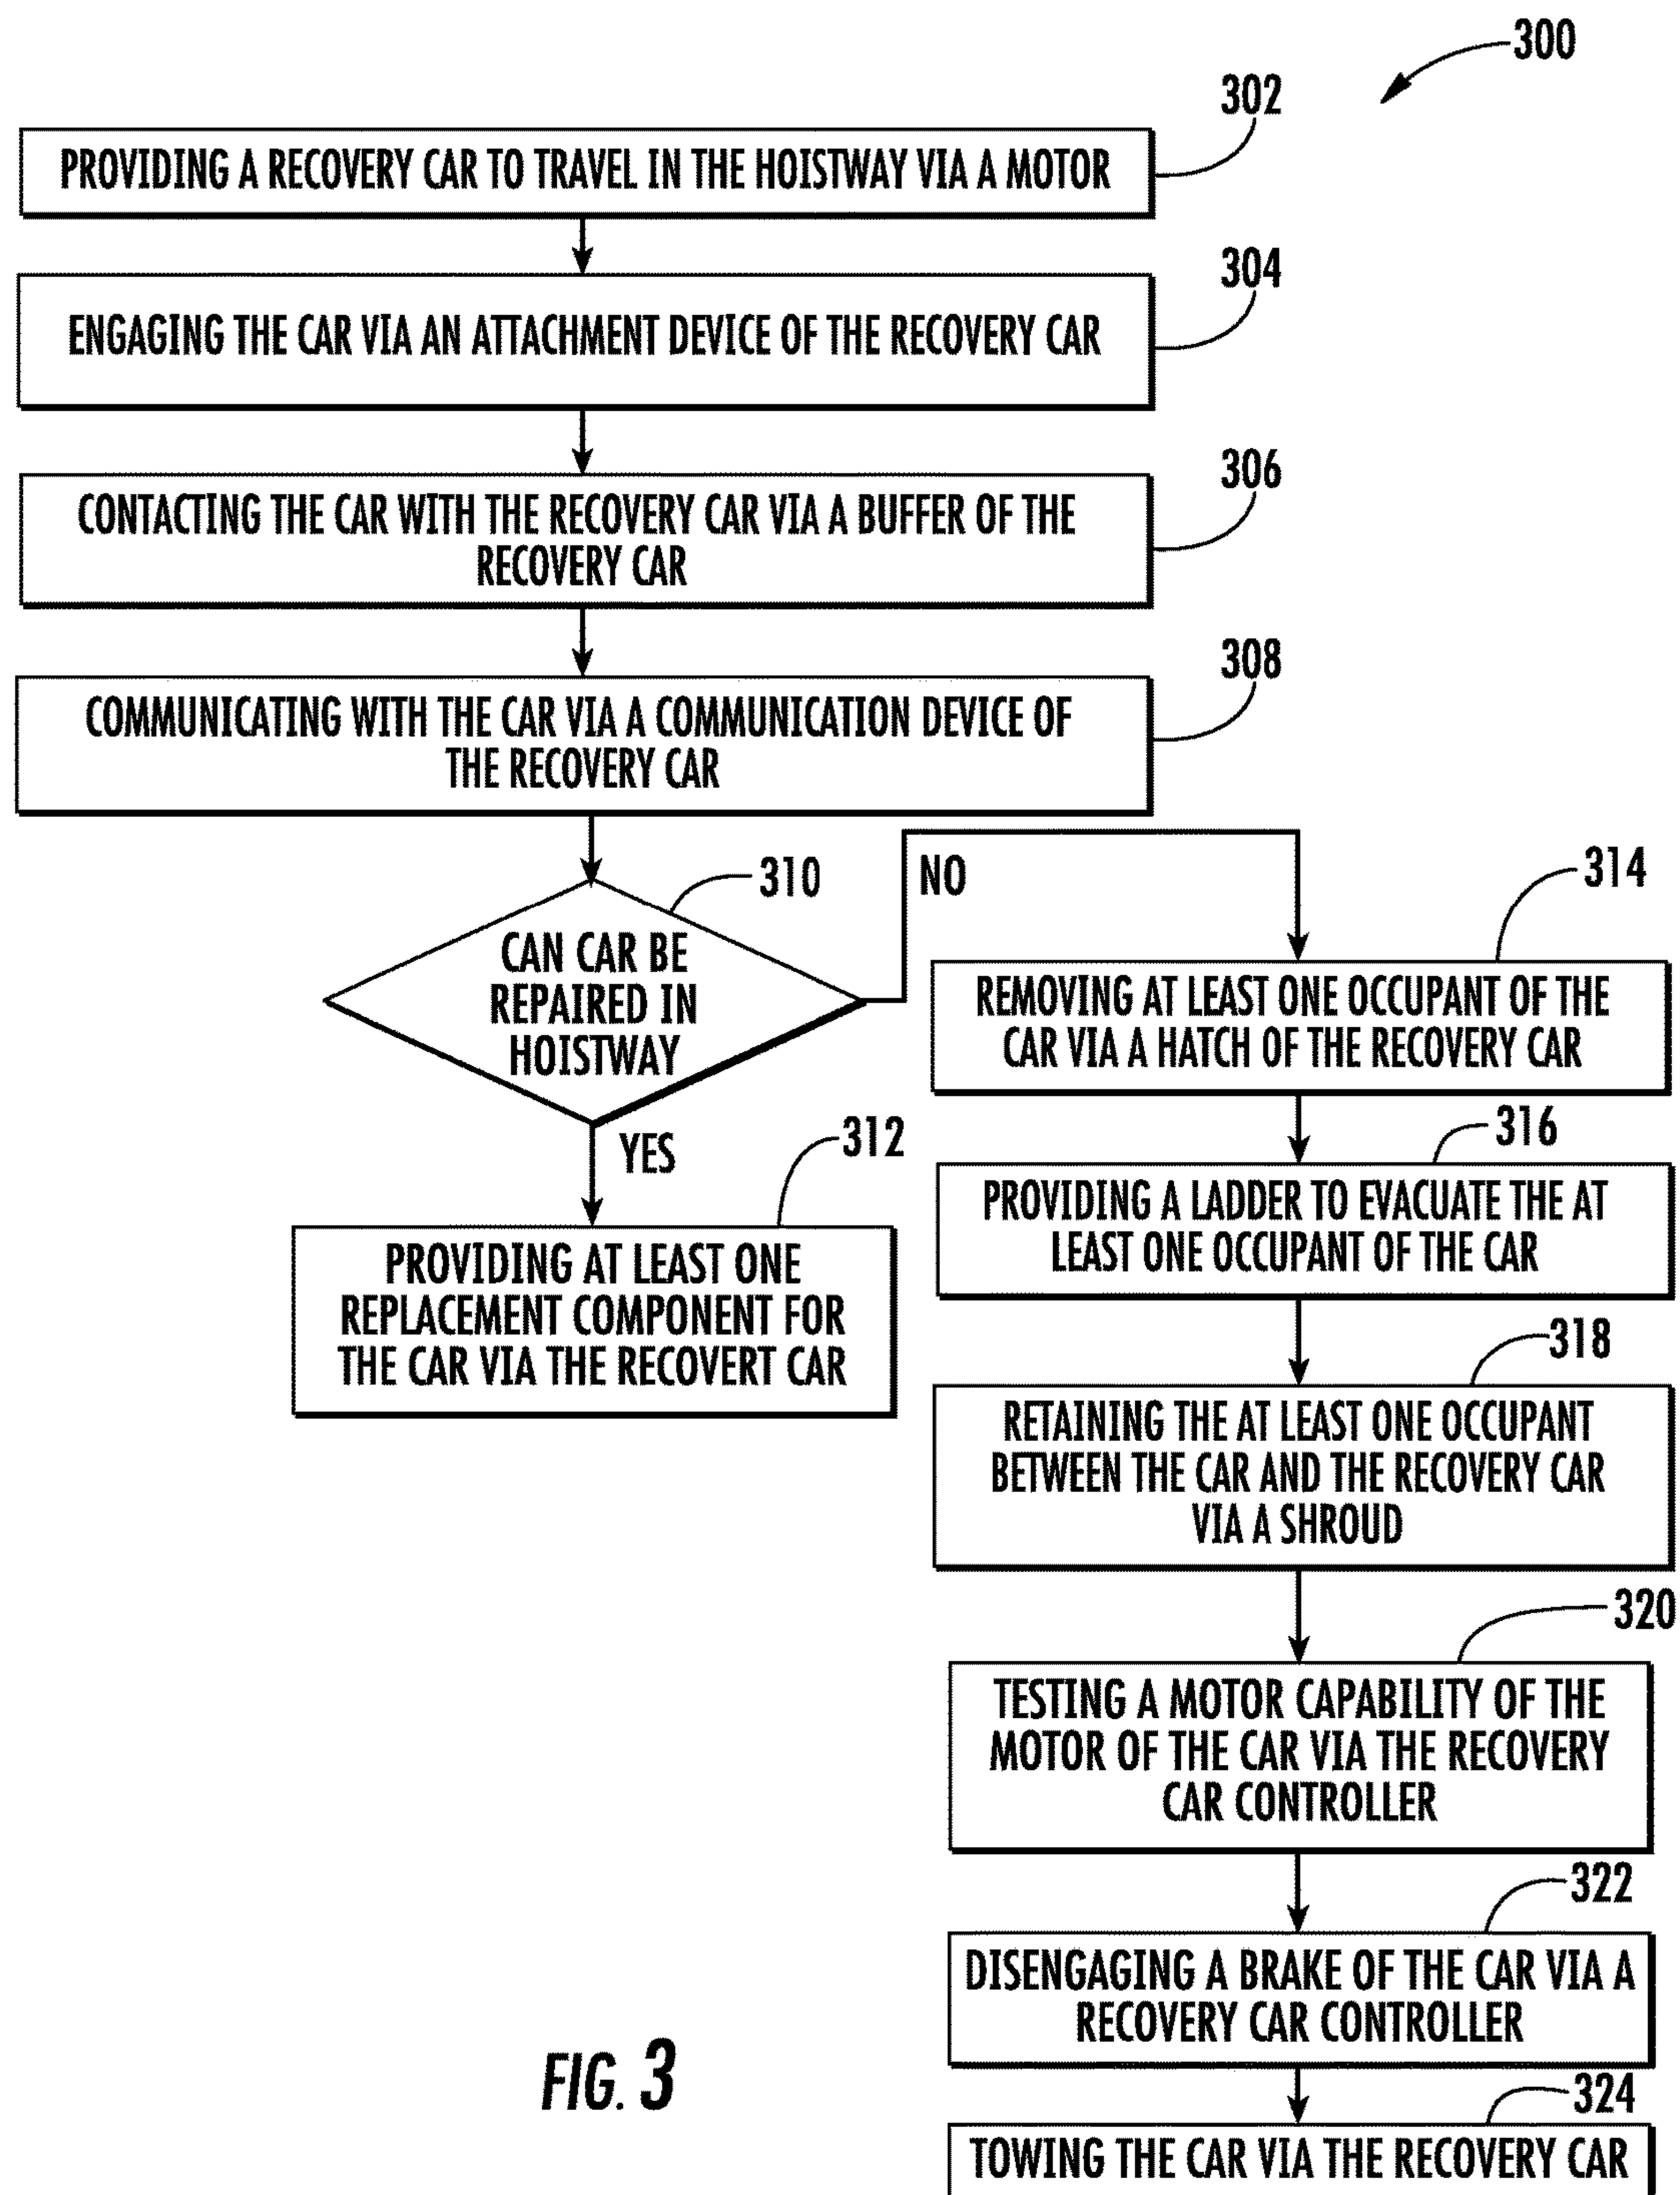 300
302
PROVIDING A RECOVERY CAR TO TRAVEL IN THE HOISTWAY VIA A MOTOR
304
ENGAGING THE CAR VIA AN ATTACHMENT DEVICE OF THE RECOVERY CAR
306
CONTACTING THE CAR WITH THE RECOVERY CAR VIA A BUFFER OF THE
RECOVERY CAR
308
COMMUNICATING WITH THE CAR VIA A COMMUNICATION DEVICE OF
THE RECOVERY CAR
310
CAN CAR BE
REPAIRED IN
HOISTWAY
YES
312
PROVIDING AT LEAST ONE
REPLACEMENT COMPONENT FOR
THE CAR VIA THE RECOVERT CAR
NO
314
REMOVING AT LEAST ONE OCCUPANT OF THE
CAR VIA A HATCH OF THE RECOVERY CAR
316
PROVIDING A LADDER TO EVACUATE THE AT
LEAST ONE OCCUPANT OF THE CAR
318
RETAINING THE AT LEAST ONE OCCUPANT
BETWEEN THE CAR AND THE RECOVERY CAR
VIA A SHROUD
320
TESTING A MOTOR CAPABILITY OF THE
MOTOR OF THE CAR VIA THE RECOVERY
CAR CONTROLLER
322
DISENGAGING A BRAKE OF THE CAR VIA A
RECOVERY CAR CONTROLLER
324
TOWING THE CAR VIA THE RECOVERY CAR
FIG. 3